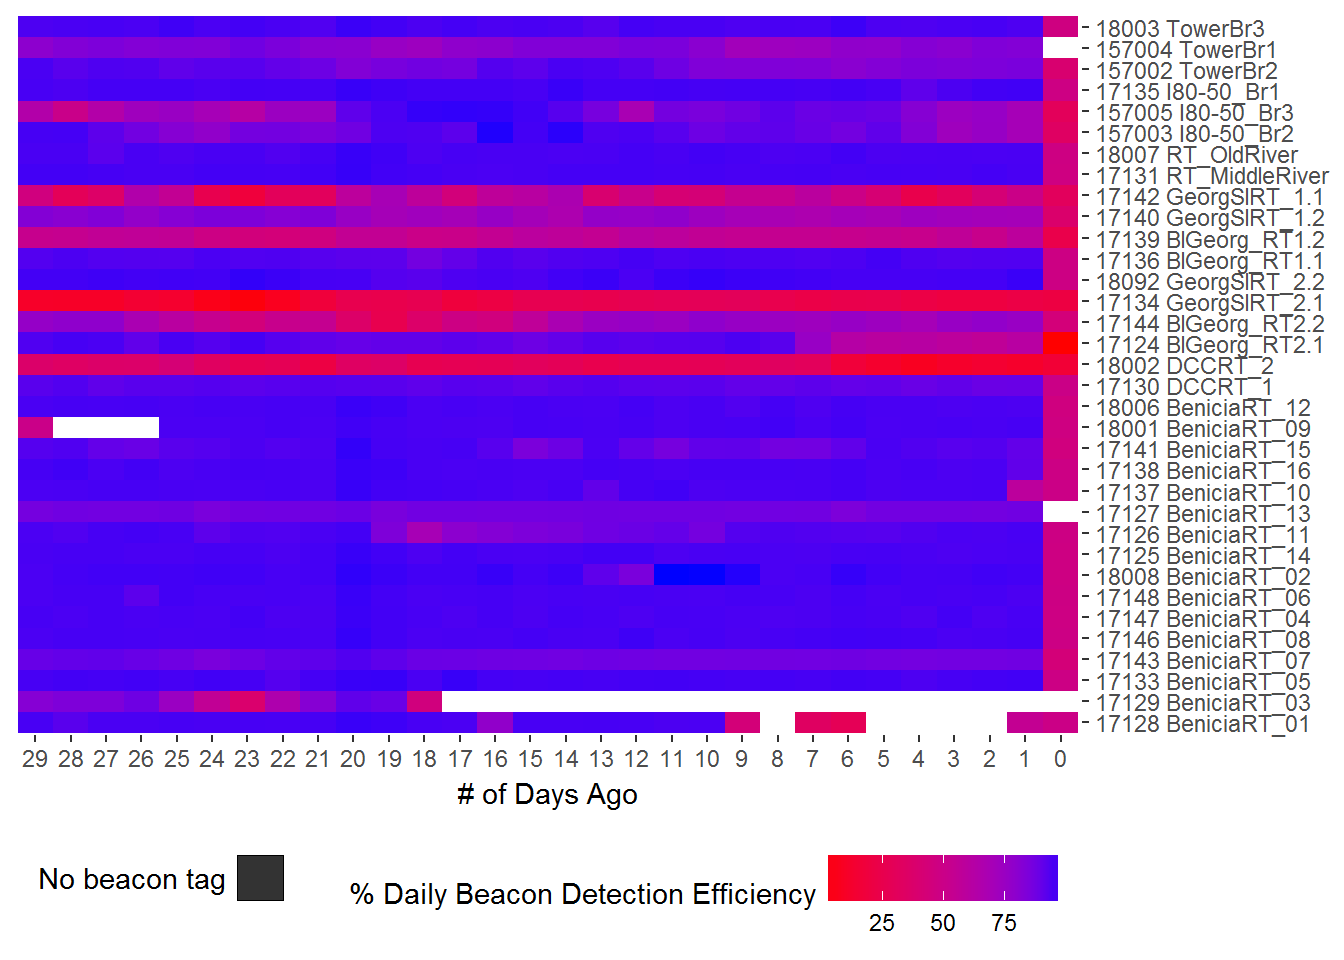 18003 TowerBr3
157004 TowerBr1
157002 TowerBr2
17135 I80-50_Br1
157005 I80-50_Br3
157003 I80-50_Br2
18007 RT_OldRiver
17131 RT_MiddleRiver
17142 GeorgSlRT_1.1
17140 GeorgSlRT_1.2
17139 BlGeorg_RT1.2
17136 BlGeorg_RT1.1
18092 GeorgSlRT_2.2
17134 GeorgSlRT_2.1
17144 BlGeorg_RT2.2
17124 BlGeorg_RT2.1
18002 DCCRT_2
17130 DCCRT_1
18006 BeniciaRT_12
18001 BeniciaRT_09
17141 BeniciaRT_15
17138 BeniciaRT_16
17137 BeniciaRT_10
17127 BeniciaRT_13
17126 BeniciaRT_11
17125 BeniciaRT_14
18008 BeniciaRT_02
17148 BeniciaRT_06
17147 BeniciaRT_04
17146 BeniciaRT_08
17143 BeniciaRT_07
17133 BeniciaRT_05
17129 BeniciaRT_03
17128 BeniciaRT_01
29 28 27 26 25 24 23 22 21 20 19 18 17 16 15 14 13 12 11 10 9 8 7 6 5 4 3 2 1 0
# of Days Ago
No beacon tag
% Daily Beacon Detection Efficiency
25 50 75